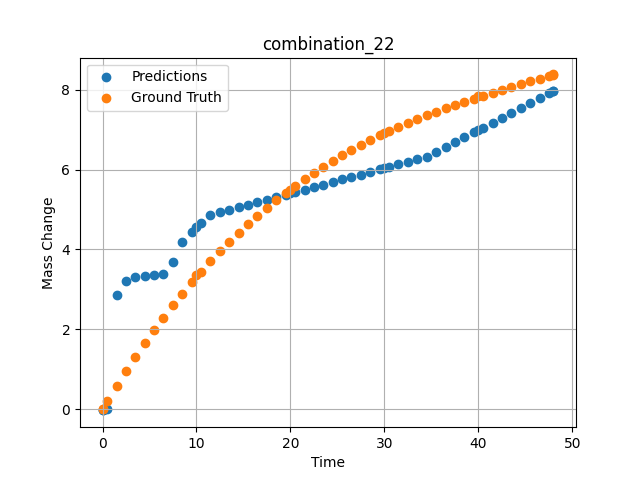 combination_22
Predictions
Ground Truth
Mass Change
8
6
4
2
0
0 10 20 30 40 50
Time